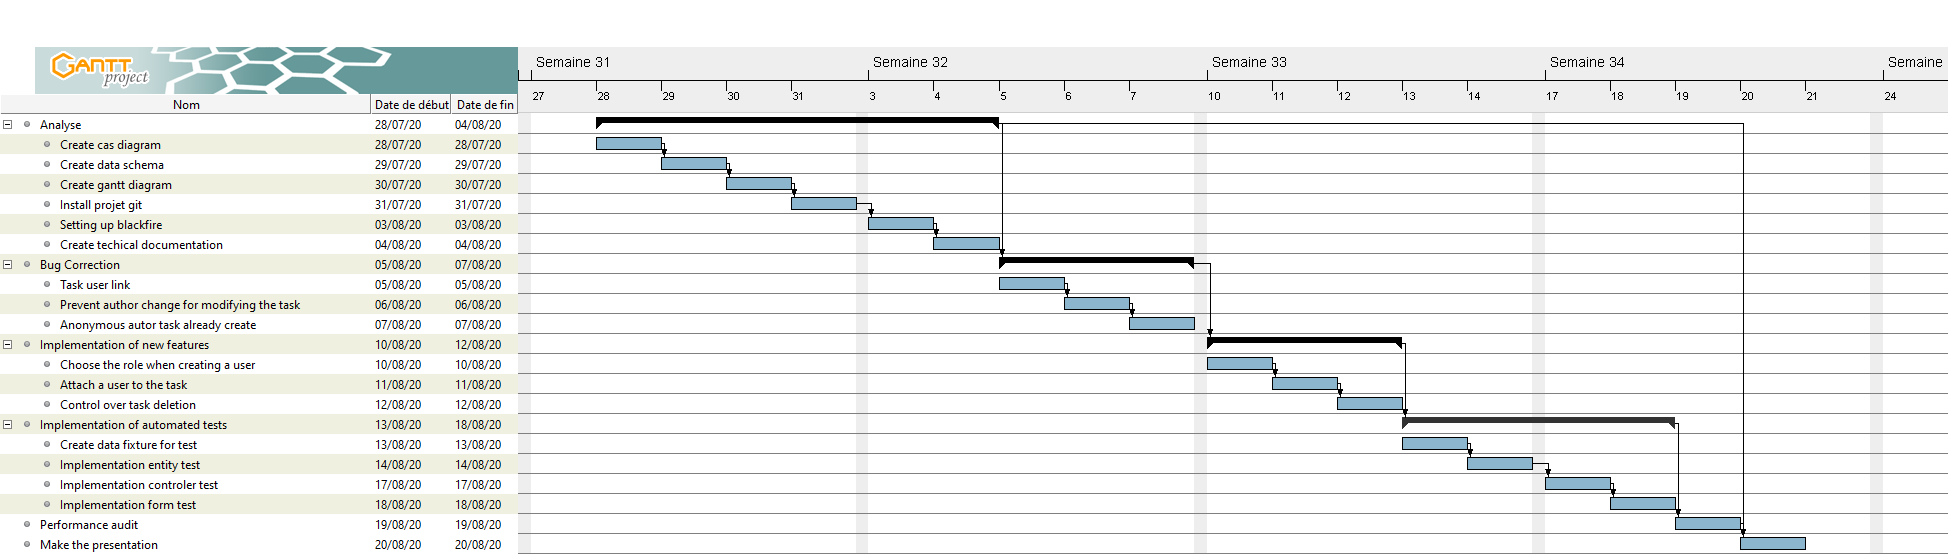 GANTT
project
Semaine 31 Semaine 32 Semaine 33 Semaine 34 Semaine
27 28 29 30 31 3 4 5 6 7 10 11 12 13 14 17 18 19 20 21 24
Nom Date de début Date de fin
Analyse 28/07/20 04/08/20
Create cas diagram 28/07/20 28/07/20
Create data schema 29/07/20 29/07/20
Create gantt diagram 30/07/20 30/07/20
Install projet git 31/07/20 31/07/20
Setting up blackfire 03/08/20 03/08/20
Create techical documentation 04/08/20 04/08/20
Bug Correction 05/08/20 07/08/20
Task user link 05/08/20 05/08/20
Prevent author change for modifying the task 06/08/20 06/08/20
Anonymous autor task already create 07/08/20 07/08/20
Implementation of new features 10/08/20 12/08/20
Choose the role when creating a user 10/08/20 10/08/20
Attach a user to the task 11/08/20 11/08/20
Control over task deletion 12/08/20 12/08/20
Implementation of automated tests 13/08/20 18/08/20
Create data fixture for test 13/08/20 13/08/20
Implementation entity test 14/08/20 14/08/20
Implementation controler test 17/08/20 17/08/20
Implementation form test 18/08/20 18/08/20
Performance audit 19/08/20 19/08/20
Make the presentation 20/08/20 20/08/20